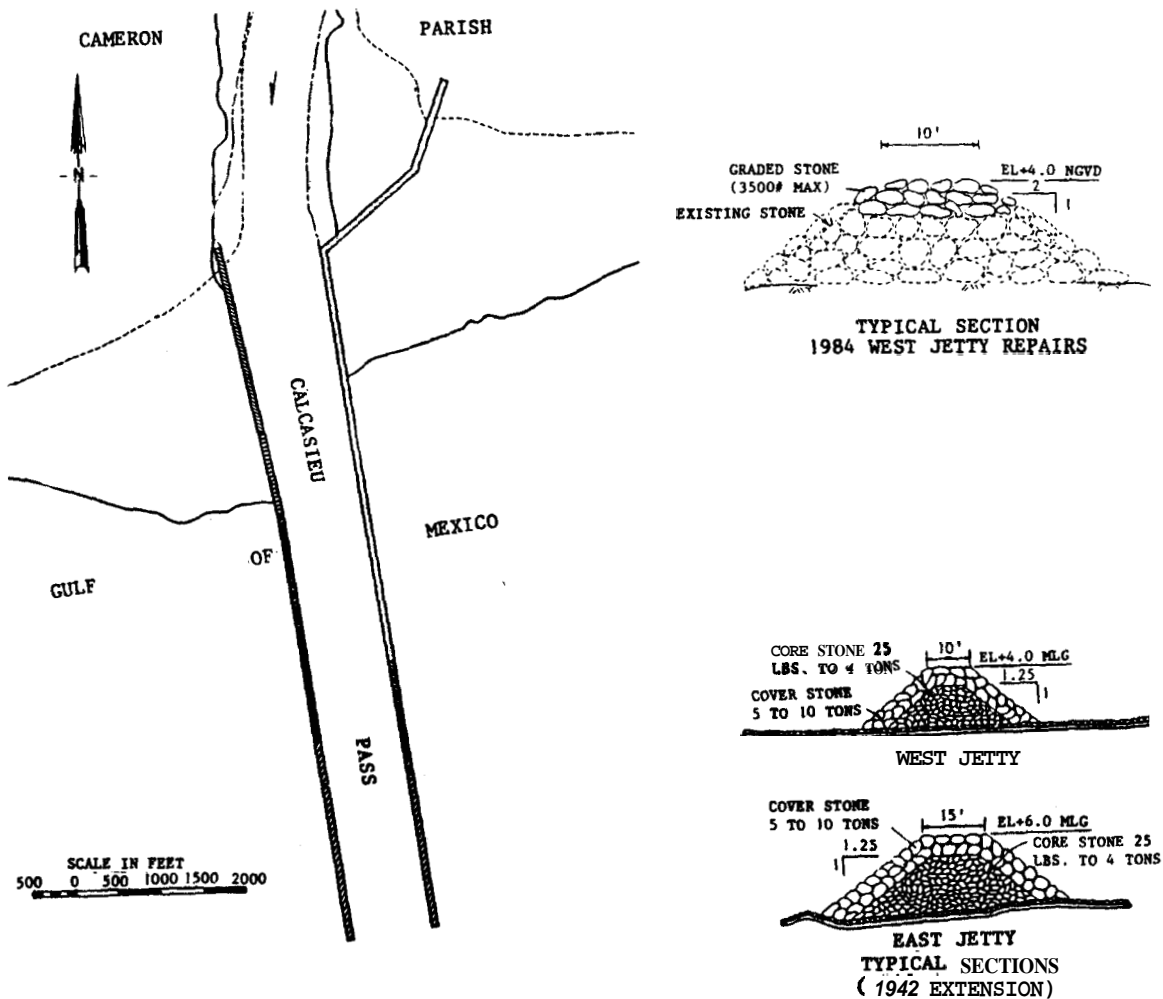 CAMERON
PARISH
N
CALCASIEU
PASS
GULF
OF
MEXICO
SCALE IN FEET
500 0 500 1000 1500 2000
10'
GRADED STONE
(3500# MAX)
EL+4.0 NGVD
2
1
EXISTING STONE
TYPICAL SECTION
1984 WEST JETTY REPAIRS
CORE STONE 25
LBS. TO 4 TONS
10'
EL+4.0 MLG
1.25
1
COVER STONE
5 TO 10 TONS
WEST JETTY
COVER STONE
5 TO 10 TONS
15'
EL+6.0 MLG
1.25
1
CORE STONE 25
LBS. TO 4 TONS
EAST JETTY
TYPICAL SECTIONS
( 1942 EXTENSION)